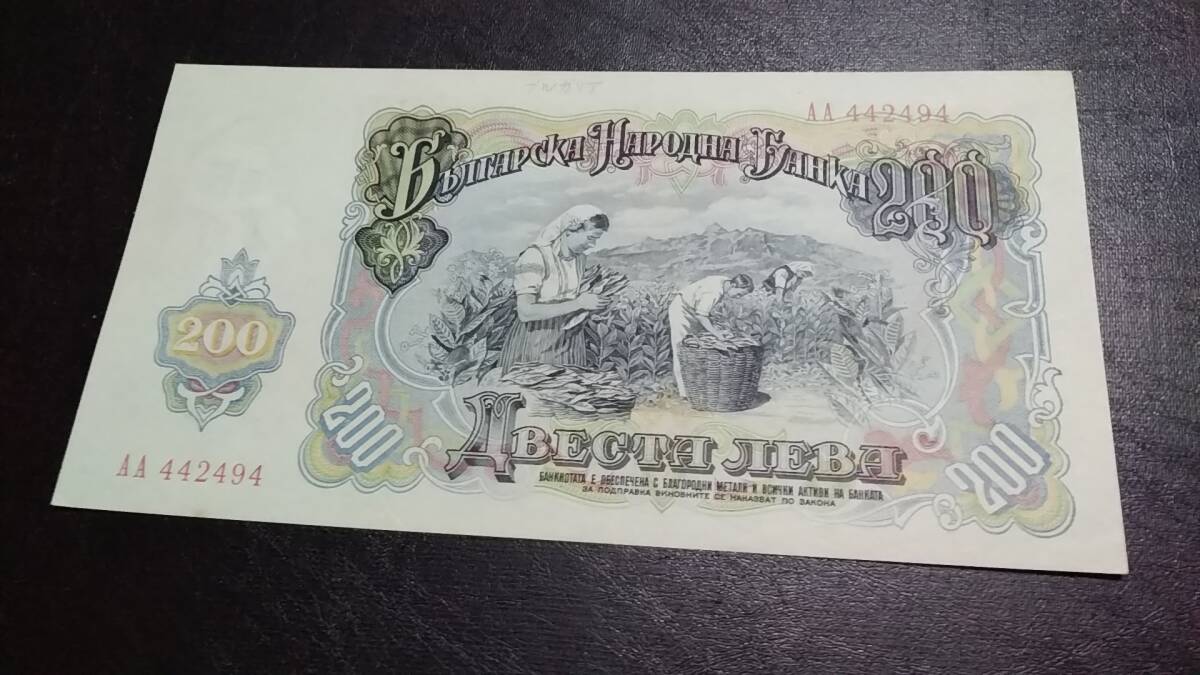 ブルガリア
АА 442494
Българска Народна Банка 200
200
200
АА 442494
Двеста лева
200
БАНКНОТАТА Е ОБЕСПЕЧЕНА С БЛАГОРОДНИ МЕТАЛИ И ВСИЧКИ АКТИВИ НА БАНКАТА
ЗА ПОДПРАВКА ВИНОВНИТЕ СЕ НАКАЗВАТ ПО ЗАКОНА